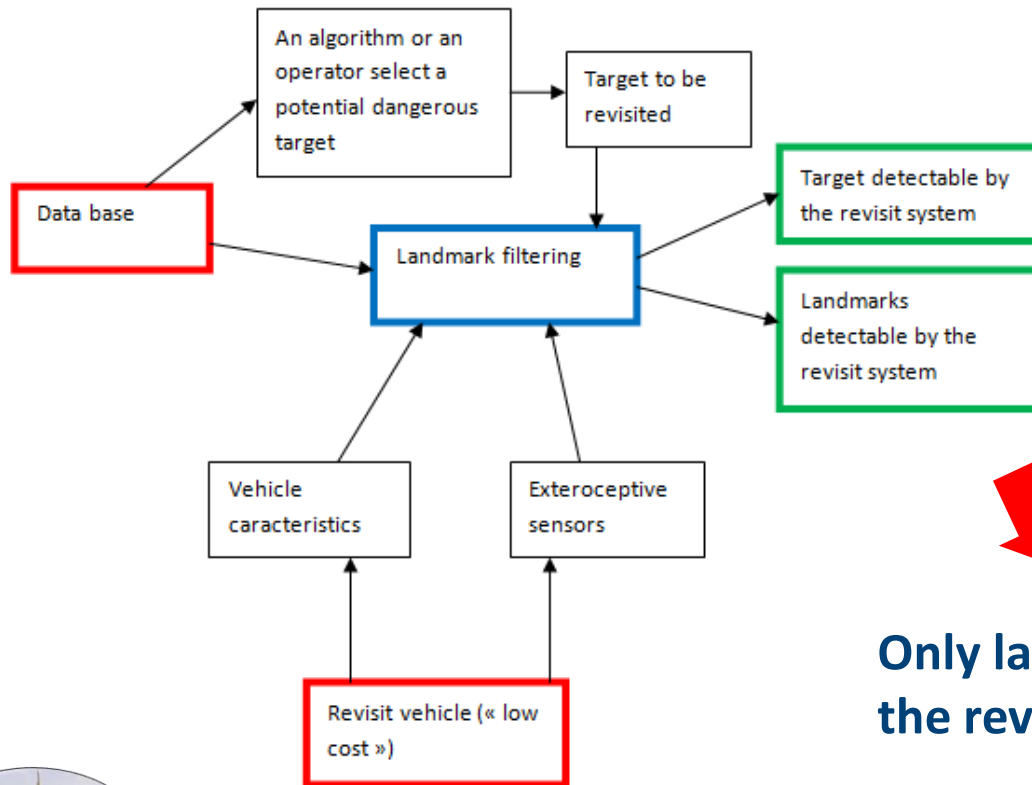 An algorithm or an
operator select a
potential dangerous
target
Target to be
revisited
Data base
Landmark filtering
Target detectable by
the revisit system
Landmarks
detectable by the
revisit system
Vehicle
caracteristics
Exteroceptive
sensors
Revisit vehicle (« low
cost »)
Only la
the rev